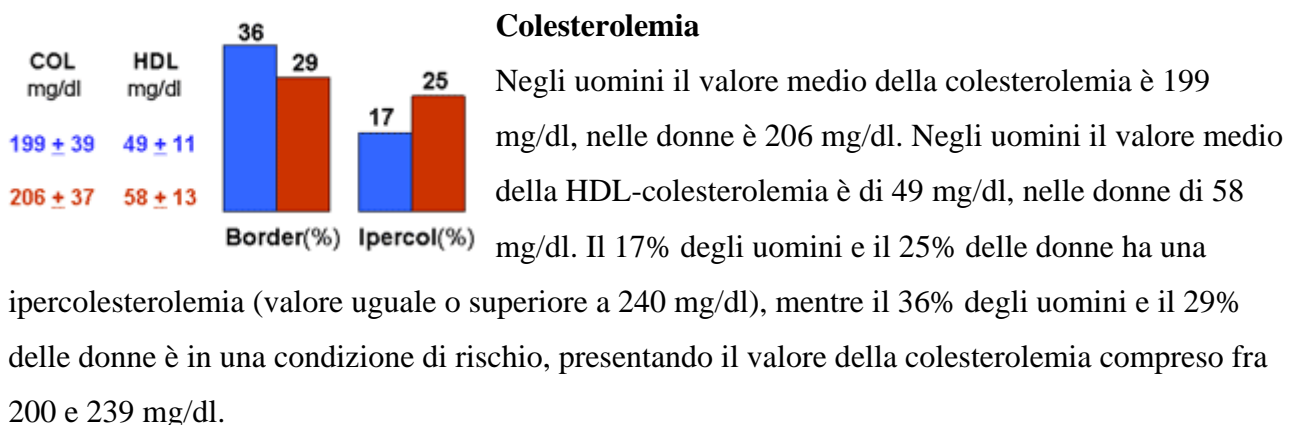 COL HDL
mg/dl mg/dl
199 ± 39 49 ± 11
206 ± 37 58 ± 13
36 29 17 25
Border(%) Ipercol(%)
Colesterolemia
Negli uomini il valore medio della colesterolemia è 199
mg/dl, nelle donne è 206 mg/dl. Negli uomini il valore medio
della HDL-colesterolemia è di 49 mg/dl, nelle donne di 58
mg/dl. Il 17% degli uomini e il 25% delle donne ha una
ipercolesterolemia (valore uguale o superiore a 240 mg/dl), mentre il 36% degli uomini e il 29%
delle donne è in una condizione di rischio, presentando il valore della colesterolemia compreso fra
200 e 239 mg/dl.